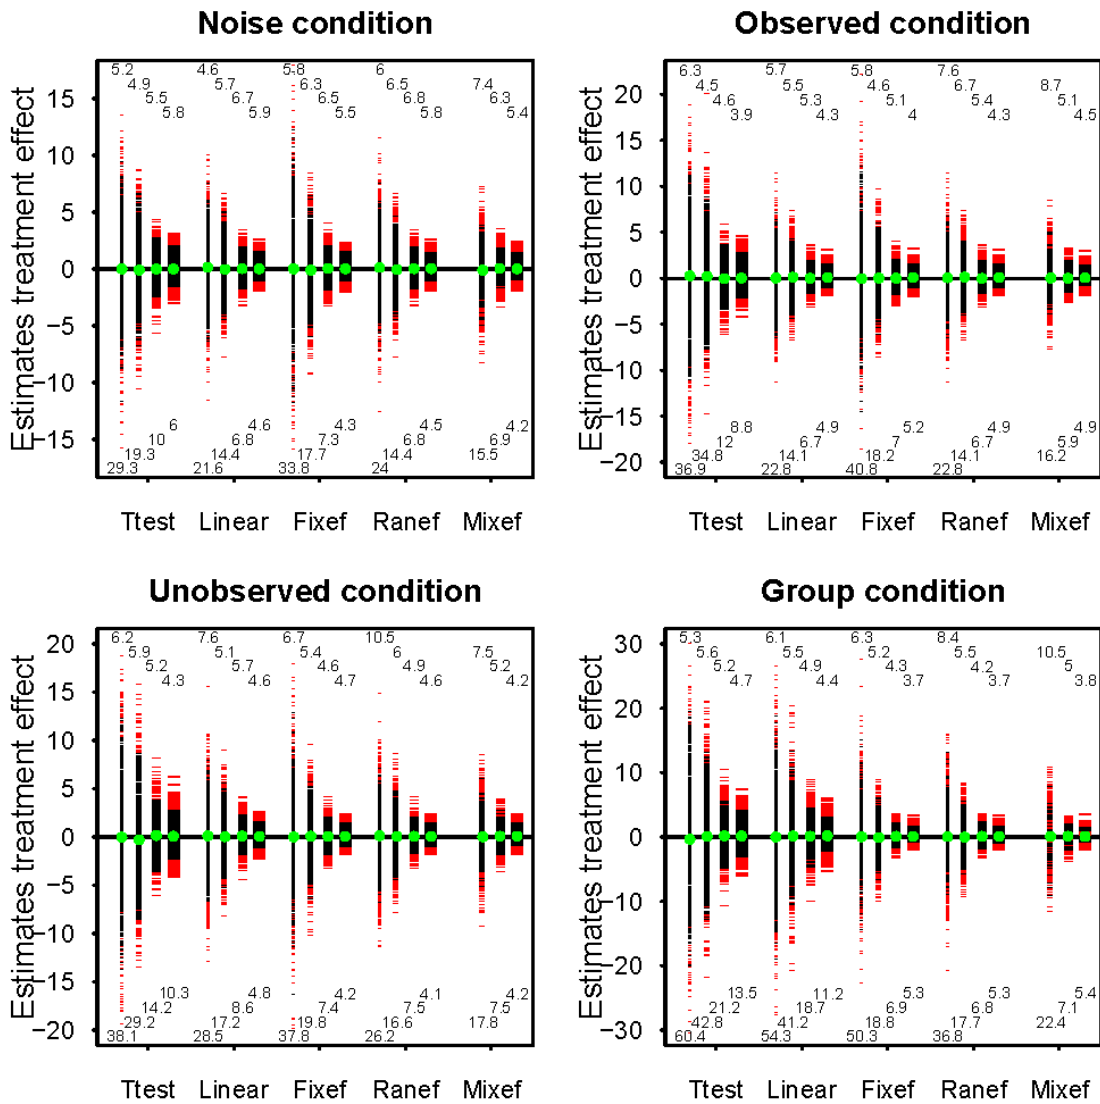 Noise condition
Estimates treatment effect
15
10
5
0
−5
−10
−15
5.2 4.6 5.8 6 7.4
4.9 5.7 6.3 6.5 6.3
5.5 6.7 6.5 6.8 5.4
5.8 5.9 5.5 5.8
6 4.6 4.3 4.5 4.2
10 6.8 7.3 6.8 6.9
19.3 14.4 17.7 14.4 15.5
29.3 21.6 33.8 24
Ttest Linear Fixef Ranef Mixef
Observed condition
Estimates treatment effect
20
15
10
5
0
−5
−10
−15
−20
6.3 5.7 5.8 7.6 8.7
4.5 5.5 4.6 6.7 5.1
4.6 5.3 5.1 5.4 4.5
3.9 4.3 4 4.3
8.8 4.9 5.2 4.9 4.9
12 6.7 7 6.7 5.9
34.8 14.1 18.2 14.1 16.2
36.9 22.8 40.8 22.8
Ttest Linear Fixef Ranef Mixef
Unobserved condition
Estimates treatment effect
20
15
10
5
0
−5
−10
−15
−20
6.2 7.6 6.7 10.5 7.5
5.9 5.1 5.4 6 5.2
5.2 5.7 4.6 4.9 4.2
4.3 4.6 4.7 4.6
10.3 4.8 4.2 4.1 4.2
14.2 8.6 7.4 7.5 7.5
29.2 17.2 19.8 16.6 17.8
38.1 28.5 37.8 26.2
Ttest Linear Fixef Ranef Mixef
Group condition
Estimates treatment effect
30
20
10
0
−10
−20
−30
5.3 6.1 6.3 8.4 10.5
5.6 5.5 5.2 5.5 5
5.2 4.9 4.3 4.2 3.8
4.7 4.4 3.7 3.7
13.5 11.2 5.3 5.3 5.4
21.2 18.7 6.9 6.8 7.1
42.8 41.2 18.8 17.7 22.4
60.4 54.3 50.3 36.8
Ttest Linear Fixef Ranef Mixef